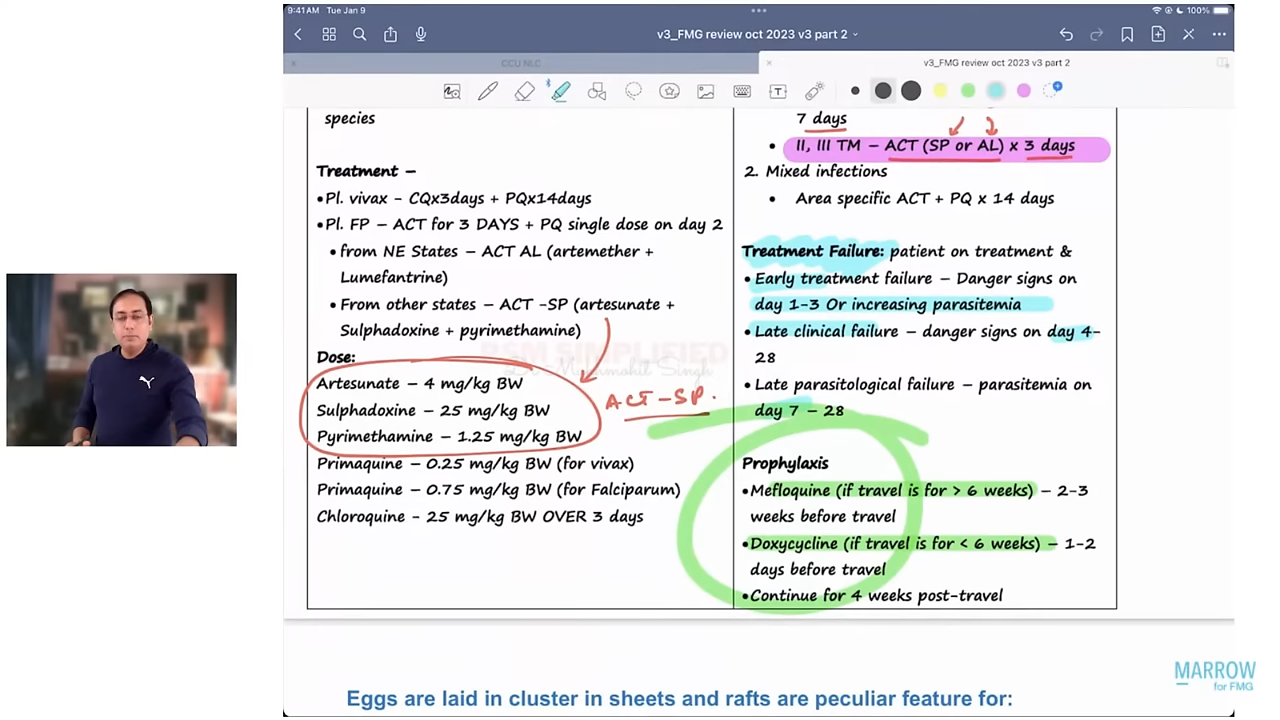 9:41AM Tue Jan 9
100%
v3_FMG review oct 2023 v3 part 2
CCU NLC
v3_FMG review oct 2023 v3 part 2
species
Treatment –
•Pl. vivax - CQx3days + PQx14days
•Pl. FP – ACT for 3 DAYS + PQ single dose on day 2
•from NE States – ACT AL (artemether +
Lumefantrine)
•From other states – ACT -SP (artesunate +
Sulphadoxine + pyrimethamine)
Dose:
Artesunate – 4 mg/kg BW
Sulphadoxine – 25 mg/kg BW
Pyrimethamine – 1.25 mg/kg BW
Primaquine – 0.25 mg/kg BW (for vivax)
Primaquine – 0.75 mg/kg BW (for Falciparum)
Chloroquine - 25 mg/kg BW OVER 3 days
ACT-SP.
PSM SIMPLIFIED
Dr Manmohit Singh
7 days
• II, III TM – ACT (SP or AL) x 3 days
2. Mixed infections
• Area specific ACT + PQ x 14 days
Treatment Failure: patient on treatment &
•Early treatment failure – Danger signs on
day 1-3 Or increasing parasitemia
•Late clinical failure – danger signs on day 4-
28
•Late parasitological failure – parasitemia on
day 7 – 28
Prophylaxis
•Mefloquine (if travel is for > 6 weeks) – 2-3
weeks before travel
•Doxycycline (if travel is for < 6 weeks) – 1-2
days before travel
•Continue for 4 weeks post-travel
MARROW
for FMG
Eggs are laid in cluster in sheets and rafts are peculiar feature for: